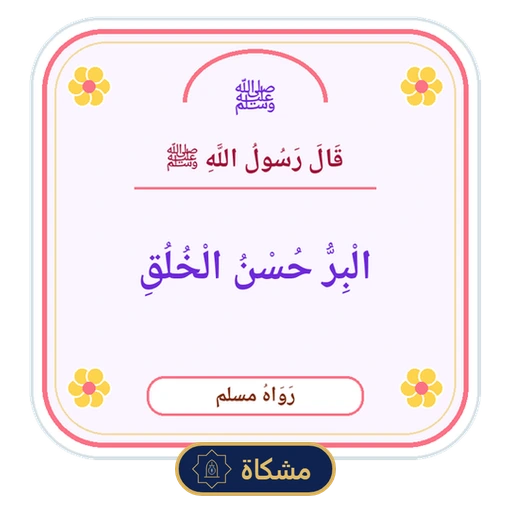 ﷺ
قَالَ رَسُولُ اللَّهِ ﷺ
الْبِرُّ حُسْنُ الْخُلُقِ
رَوَاهُ مسلم
مشكاة